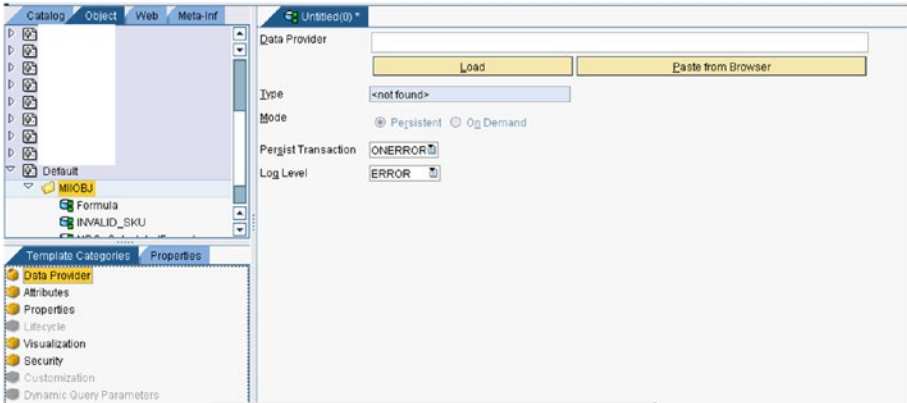 Catalog Object Web Meta-Inf
Default
MIIOBJ
Formula
INVALID_SKU
Template Categories Properties
Data Provider
Attributes
Properties
Lifecycle
Visualization
Security
Customization
Dynamic Query Parameters
Untitled(0) *
Data Provider
Load Paste from Browser
Type <not found>
Mode Persistent On Demand
Persist Transaction ONERROR
Log Level ERROR